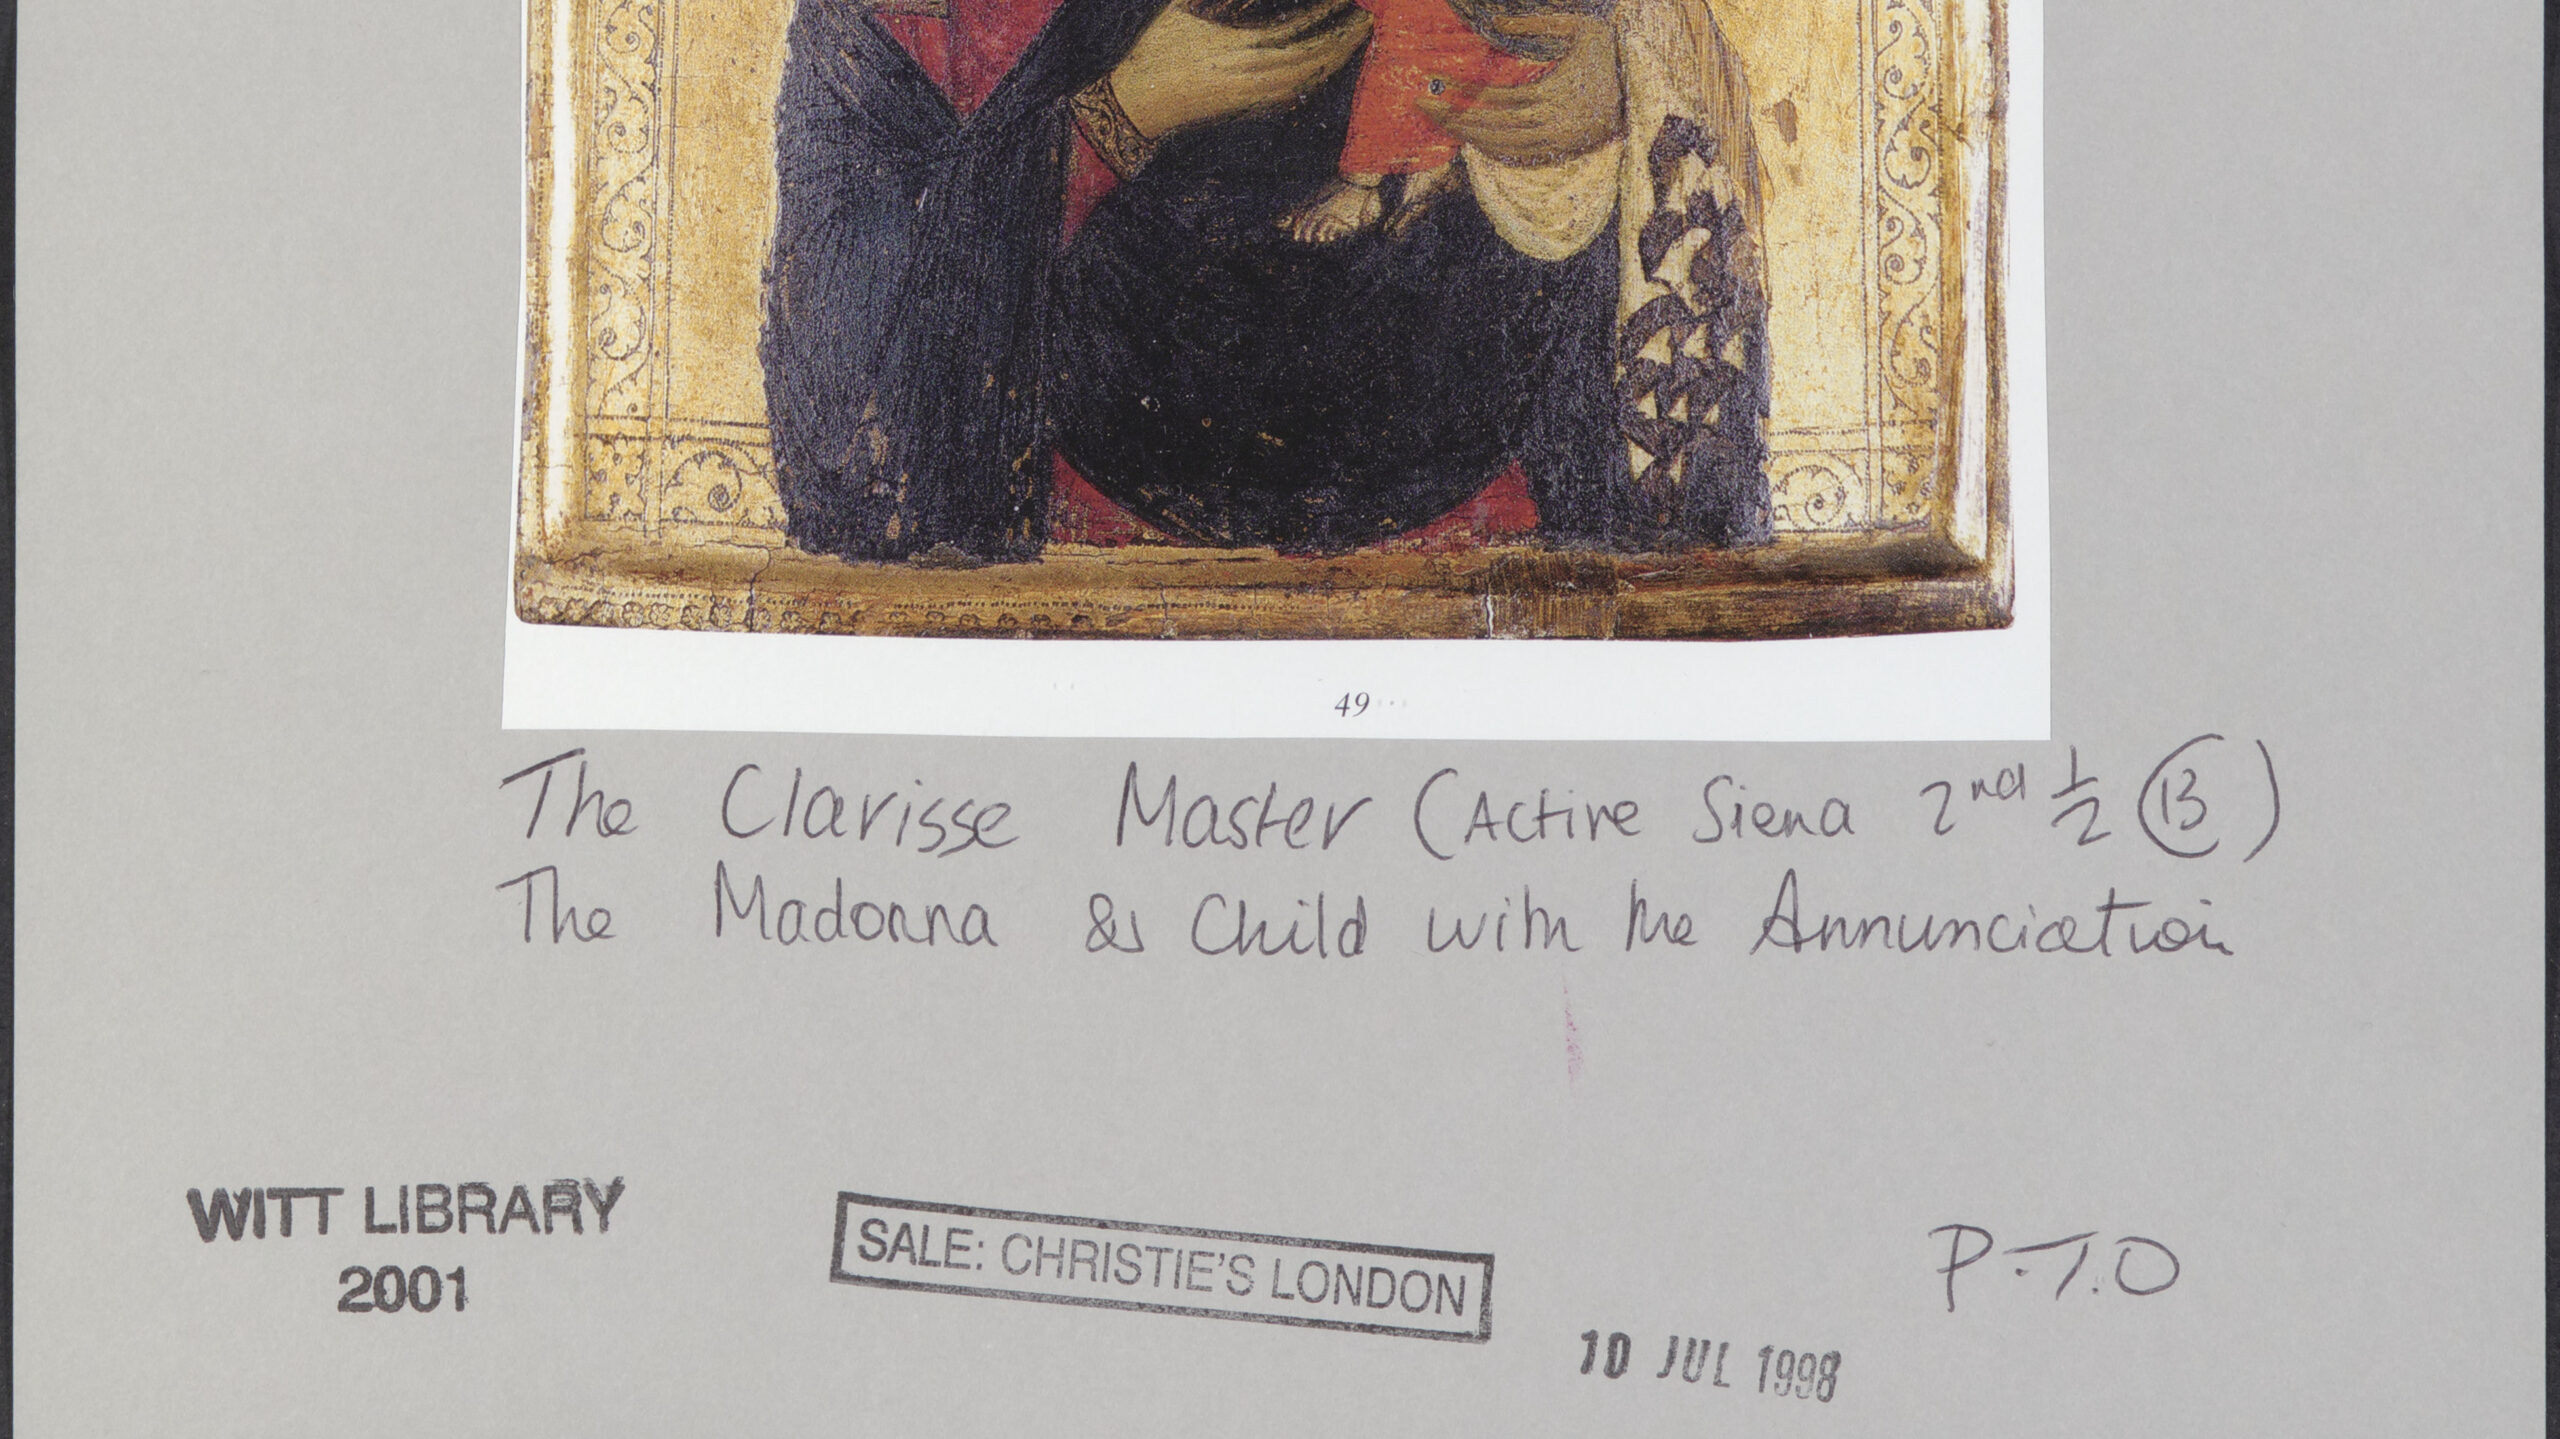 49
The Clarisse Master (Active Siena 2nd ½ 13)
The Madonna & Child with the Annunciation
WITT LIBRARY
2001
SALE: CHRISTIE'S LONDON
P.T.O
10 JUL 1998